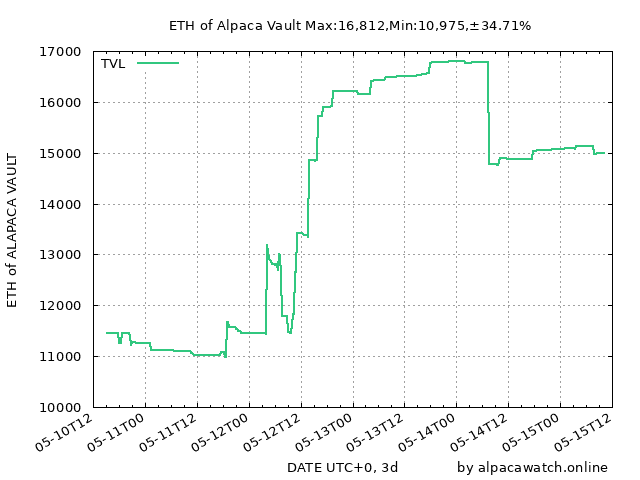 ETH of Alpaca Vault Max:16,812,Min:10,975,±34.71%
TVL
ETH of ALAPACA VAULT
17000
16000
15000
14000
13000
12000
11000
10000
05-10T12
05-11T00
05-11T12
05-12T00
05-12T12
05-13T00
05-13T12
05-14T00
05-14T12
05-15T00
05-15T12
DATE UTC+0, 3d
by alpacawatch.online